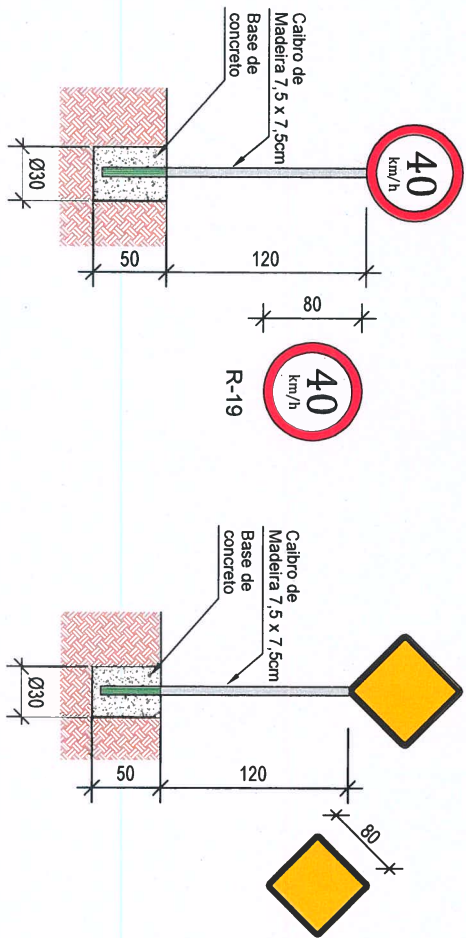 40
km/h
Caibro de
Madeira 7,5 x 7,5cm
Base de
concreto
120
50
Ø30
80
40
km/h
R-19
Caibro de
Madeira 7,5 x 7,5cm
Base de
concreto
120
50
Ø30
80